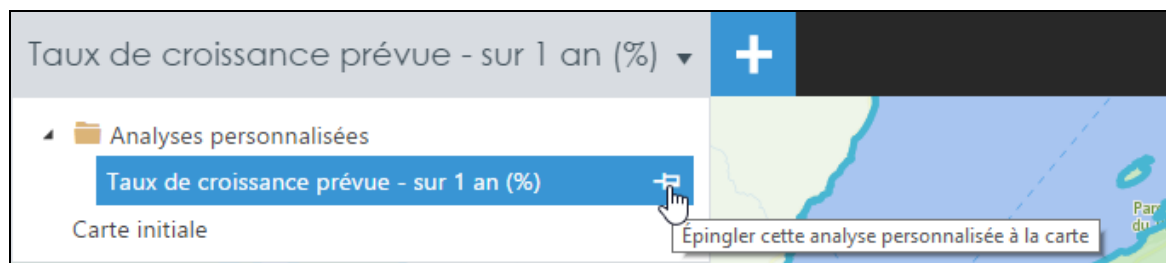 Taux de croissance prévue - sur 1 an (%)
Analyses personnalisées
Taux de croissance prévue - sur 1 an (%)
Carte initiale
Épingler cette analyse personnalisée à la carte